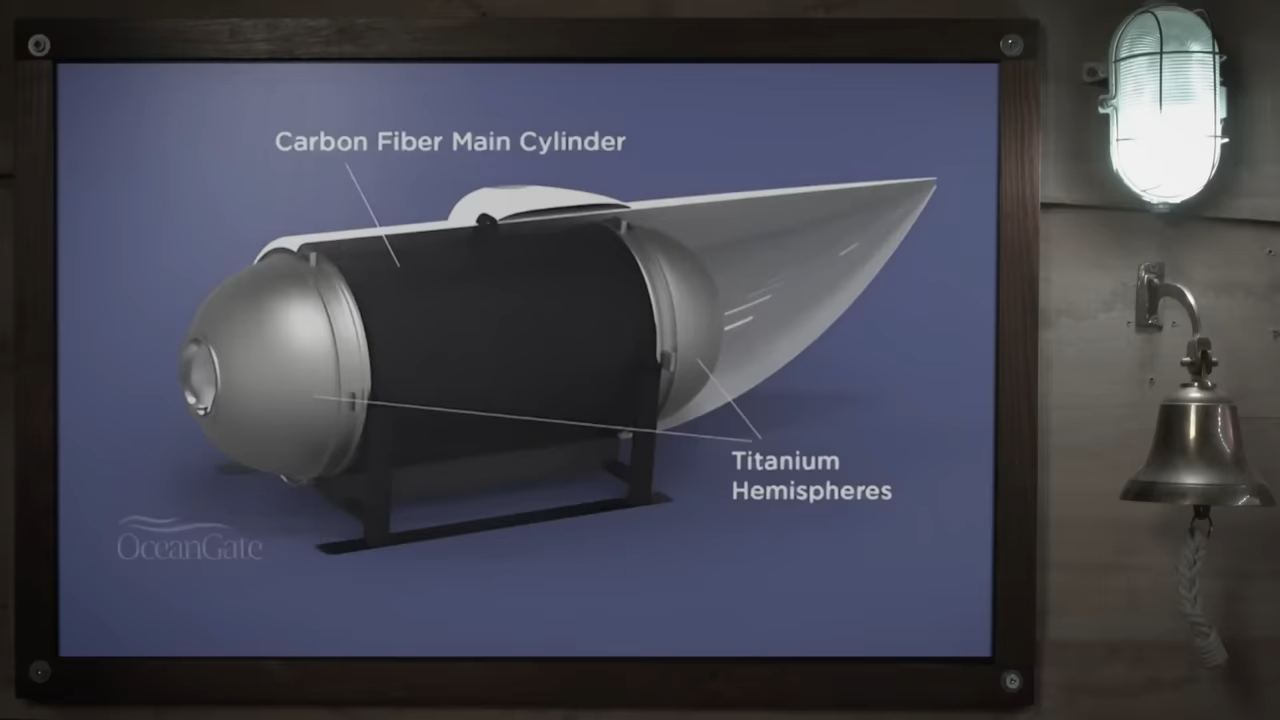 Carbon Fiber Main Cylinder
Titanium
Hemispheres
OceanGate